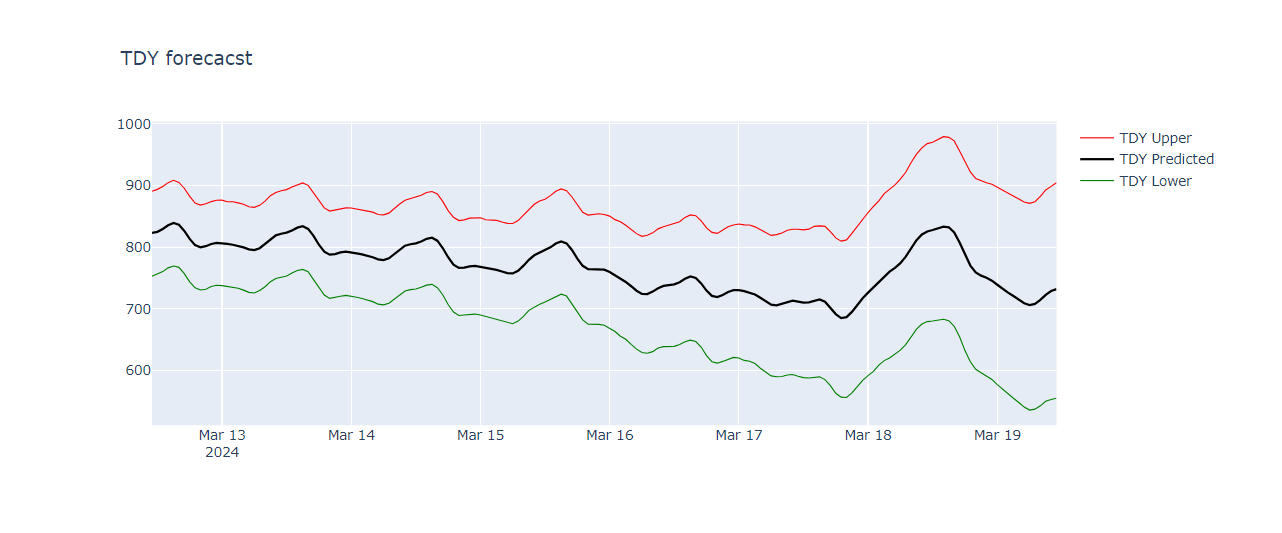 TDY forecacst
1000
900
800
700
600
Mar 13
2024
Mar 14
Mar 15
Mar 16
Mar 17
Mar 18
Mar 19
TDY Upper
TDY Predicted
TDY Lower